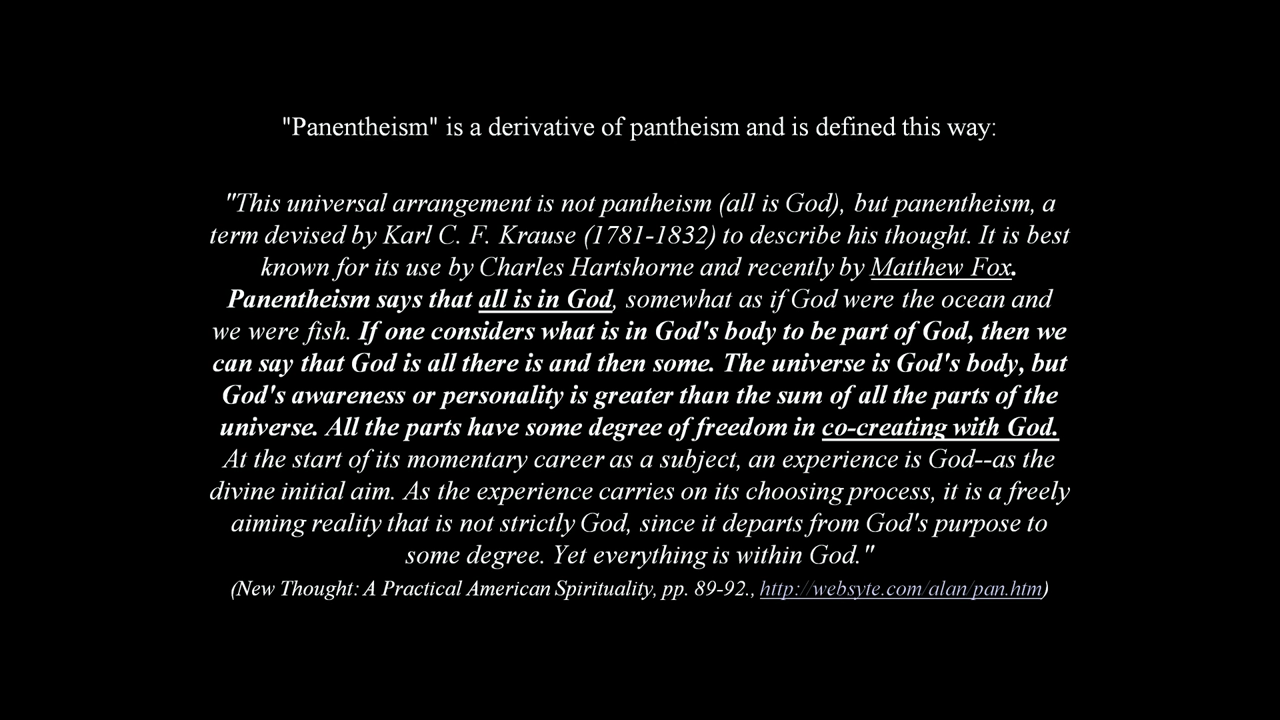 "Panentheism" is a derivative of pantheism and is defined this way:
"This universal arrangement is not pantheism (all is God), but panentheism, a
term devised by Karl C. F. Krause (1781-1832) to describe his thought. It is best
known for its use by Charles Hartshorne and recently by Matthew Fox.
Panentheism says that all is in God, somewhat as if God were the ocean and
we were fish. If one considers what is in God's body to be part of God, then we
can say that God is all there is and then some. The universe is God's body, but
God's awareness or personality is greater than the sum of all the parts of the
universe. All the parts have some degree of freedom in co-creating with God.
At the start of its momentary career as a subject, an experience is God--as the
divine initial aim. As the experience carries on its choosing process, it is a freely
aiming reality that is not strictly God, since it departs from God's purpose to
some degree. Yet everything is within God."
(New Thought: A Practical American Spirituality, pp. 89-92., http://websyte.com/alan/pan.htm)